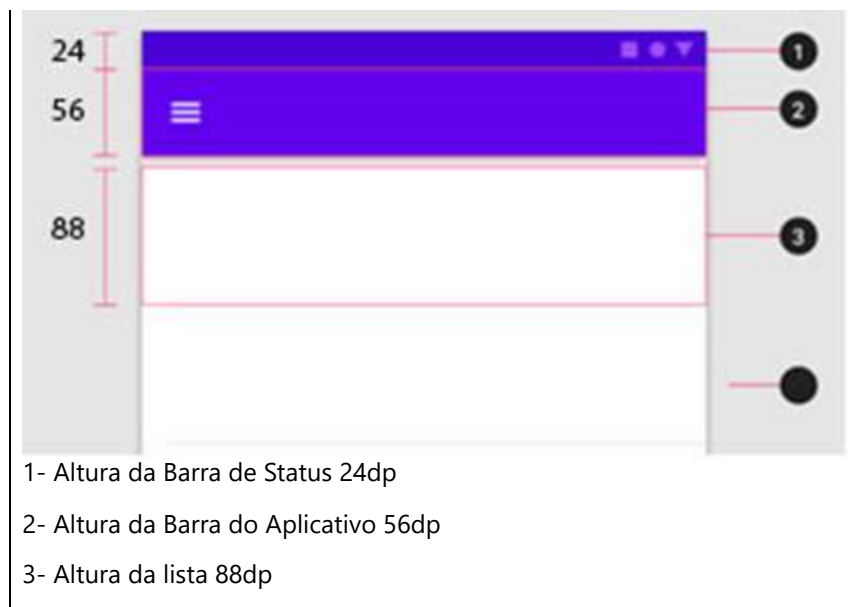 24
1
56
2
88
3
1- Altura da Barra de Status 24dp
2- Altura da Barra do Aplicativo 56dp
3- Altura da lista 88dp